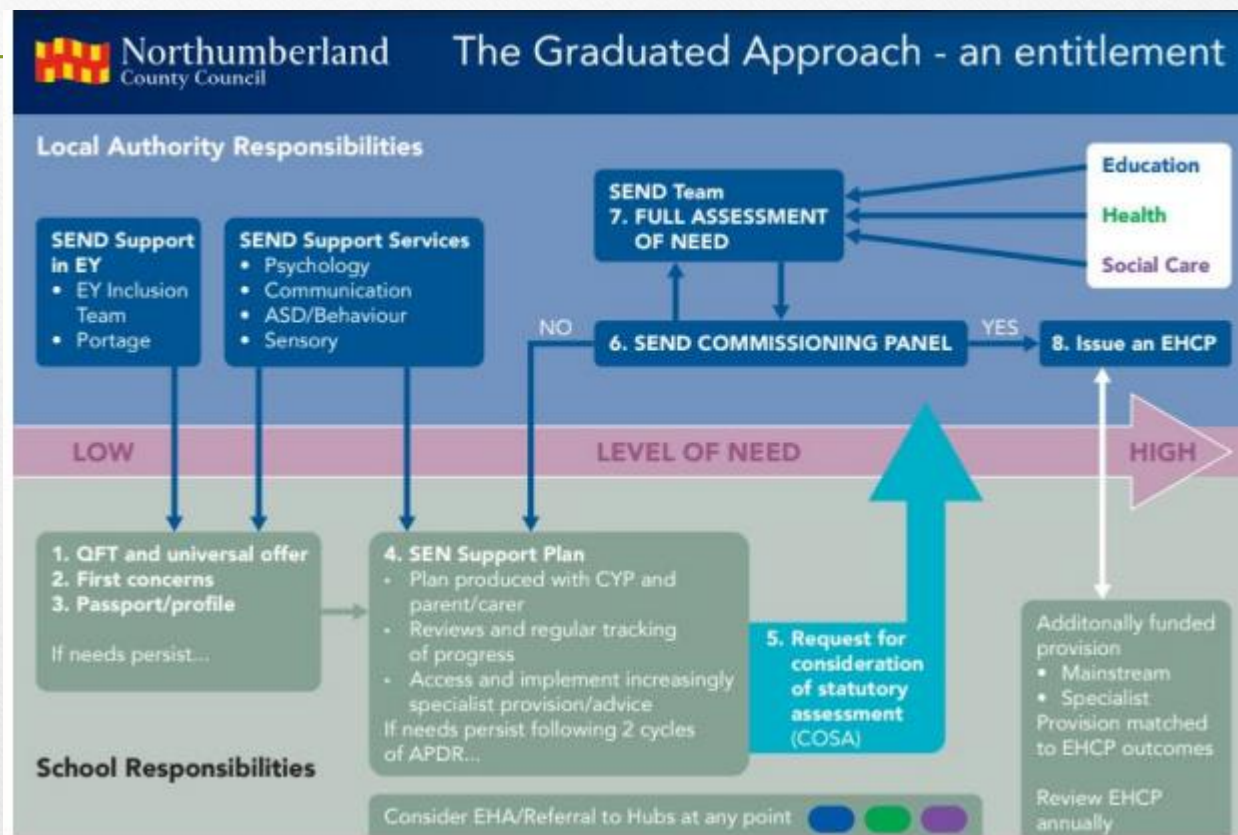 Northumberland
County Council
The Graduated Approach - an entitlement
Local Authority Responsibilities
SEND Support
in EY
• EY Inclusion
Team
• Portage
SEND Support Services
• Psychology
• Communication
• ASD/Behaviour
• Sensory
SEND Team
7. FULL ASSESSMENT
OF NEED
Education
Health
Social Care
NO
6. SEND COMMISSIONING PANEL
YES
8. Issue an EHCP
LOW
LEVEL OF NEED
HIGH
1. QFT and universal offer
2. First concerns
3. Passport/profile
If needs persist...
4. SEN Support Plan
- Plan produced with CYP and
parent/carer
- Reviews and regular tracking
of progress
- Access and implement increasingly
specialist provision/advice
If needs persist following 2 cycles
of APDR...
5. Request for
consideration
of statutory
assessment
(COSA)
Additonally funded
provision
• Mainstream
• Specialist
Provision matched
to EHCP outcomes
Review EHCP
annually
School Responsibilities
Consider EHA/Referral to Hubs at any point